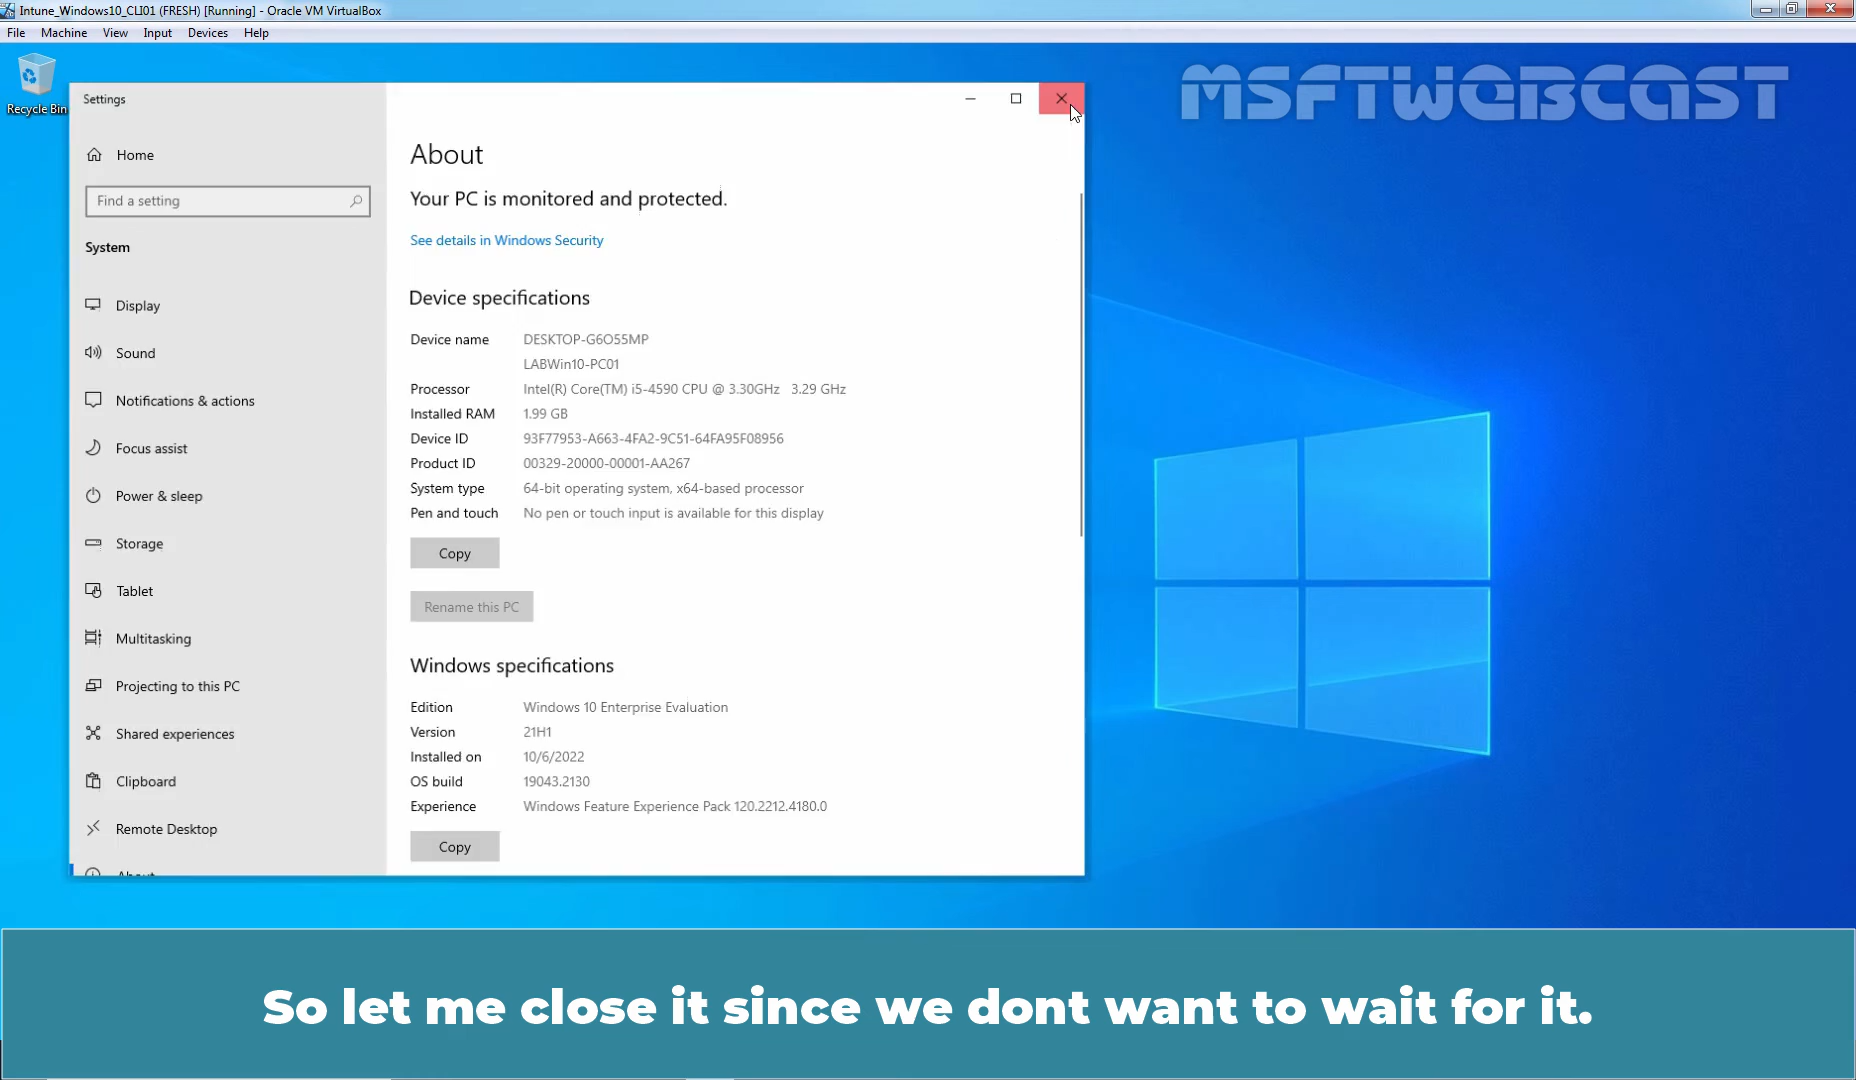 Intune_Windows10_CLI01 (FRESH) [Running] - Oracle VM VirtualBox
File Machine View Input Devices Help
Recycle Bin
MSFTWEBCAST
Settings
Home
Find a setting
System
Display
Sound
Notifications & actions
Focus assist
Power & sleep
Storage
Tablet
Multitasking
Projecting to this PC
Shared experiences
Clipboard
Remote Desktop
About
About
Your PC is monitored and protected.
See details in Windows Security
Device specifications
Device name DESKTOP-G6O55MP
LABWin10-PC01
Processor Intel(R) Core(TM) i5-4590 CPU @ 3.30GHz 3.29 GHz
Installed RAM 1.99 GB
Device ID 93F77953-A663-4FA2-9C51-64FA95F08956
Product ID 00329-20000-00001-AA267
System type 64-bit operating system, x64-based processor
Pen and touch No pen or touch input is available for this display
Copy
Rename this PC
Windows specifications
Edition Windows 10 Enterprise Evaluation
Version 21H1
Installed on 10/6/2022
OS build 19043.2130
Experience Windows Feature Experience Pack 120.2212.4180.0
Copy
So let me close it since we dont want to wait for it.